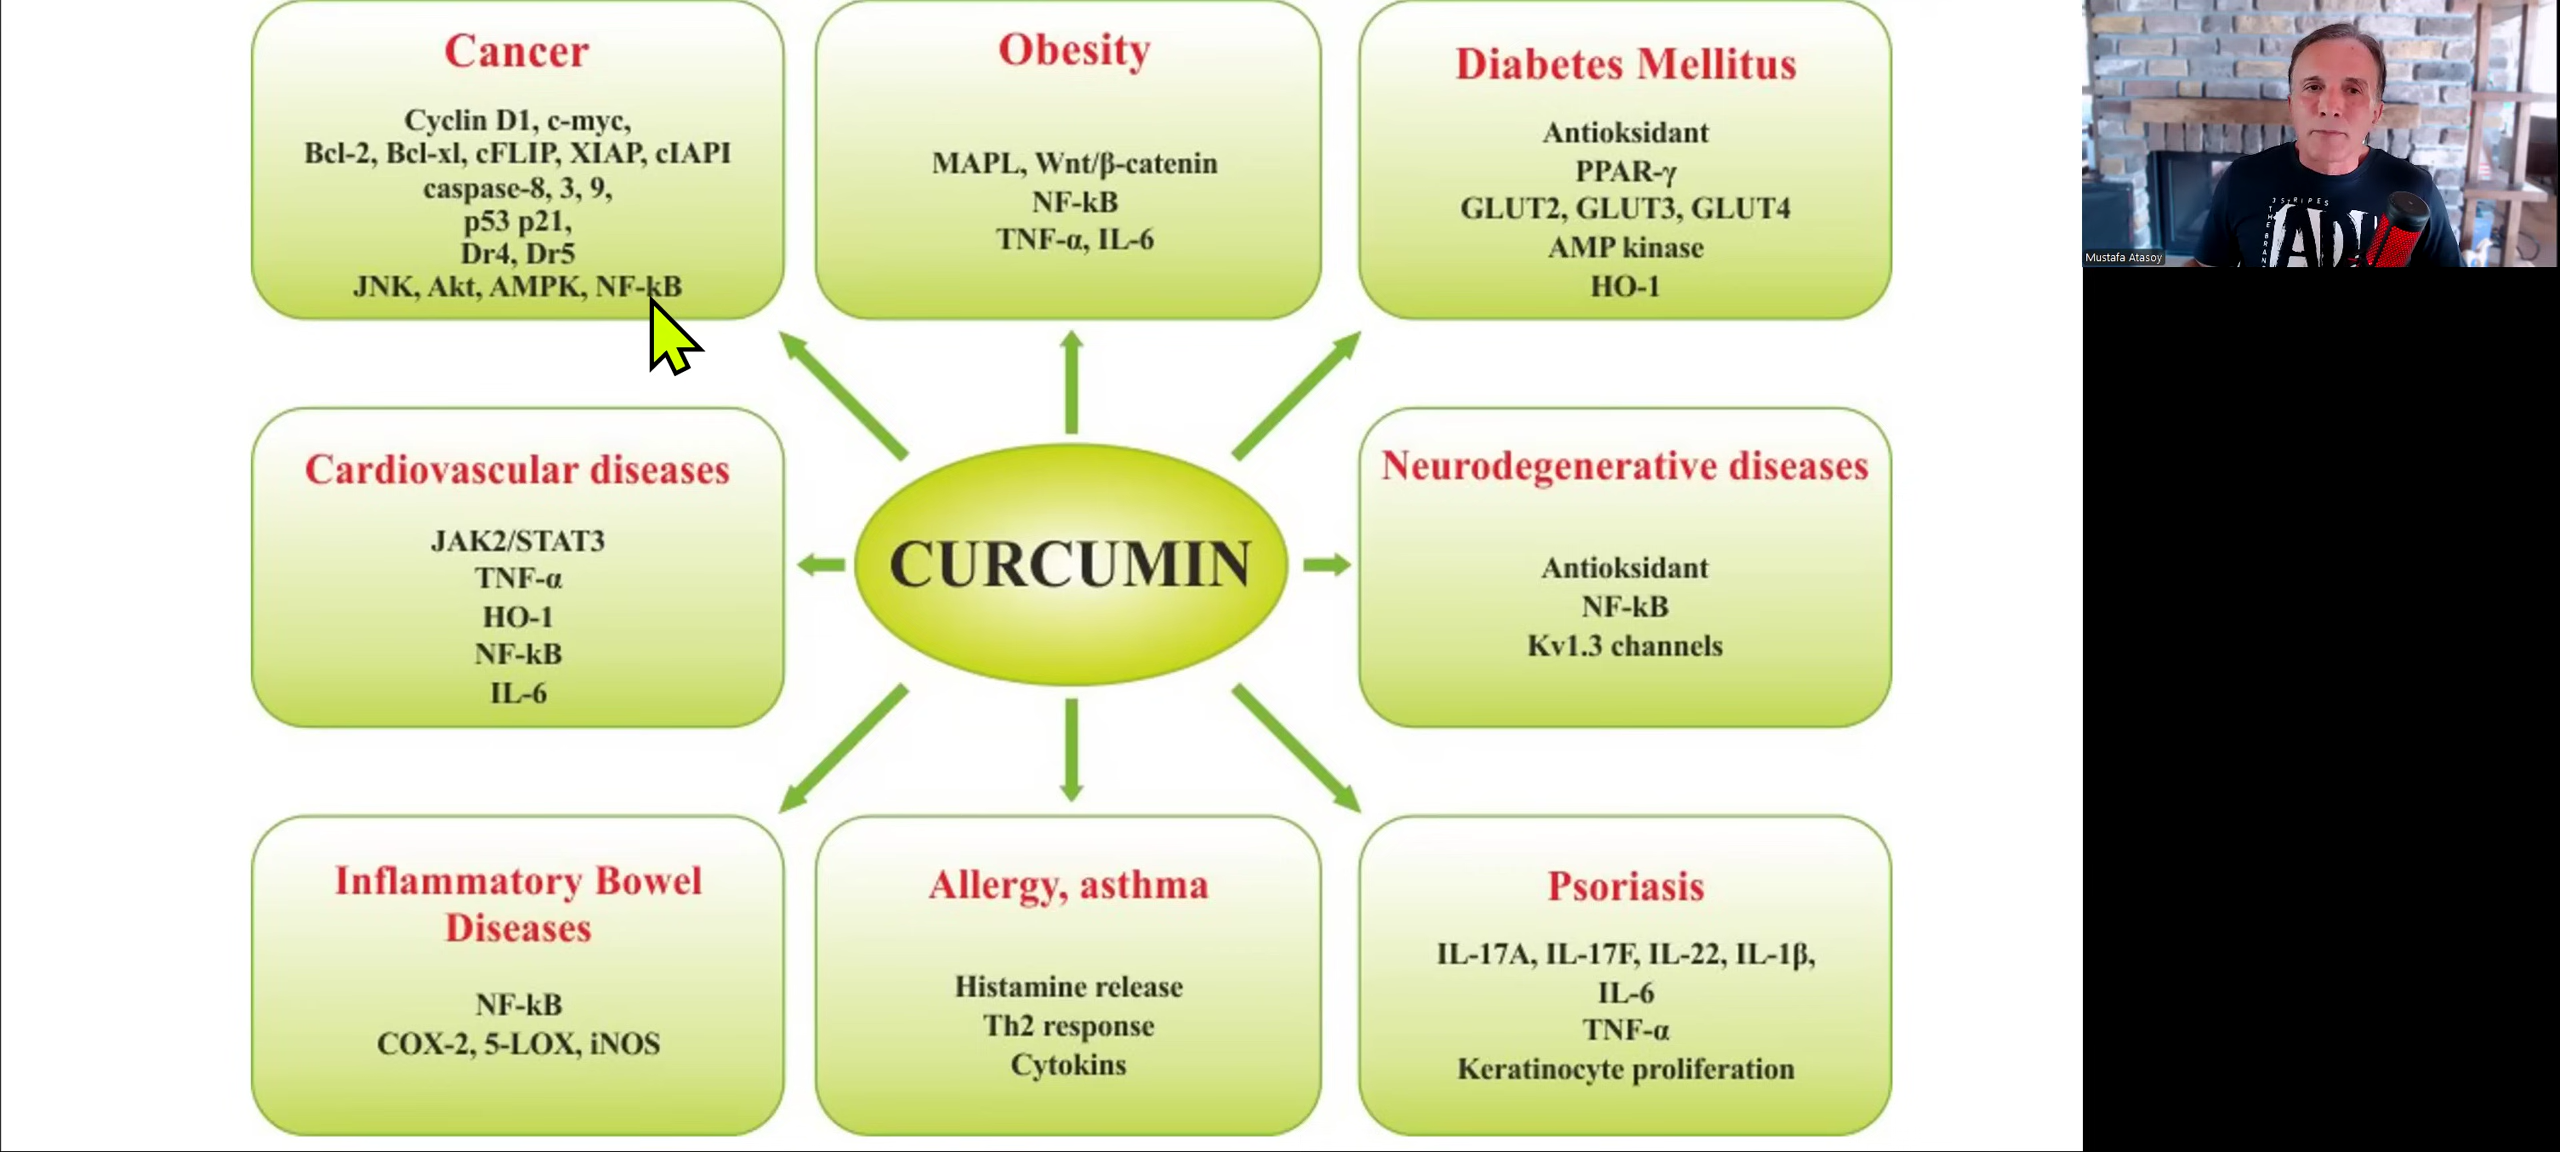 Cancer
Cyclin D1, c-myc,
Bcl-2, Bcl-xl, cFLIP, XIAP, cIAPI
caspase-8, 3, 9,
p53 p21,
Dr4, Dr5
JNK, Akt, AMPK, NF-kB
Obesity
MAPL, Wnt/β-catenin
NF-kB
TNF-α, IL-6
Diabetes Mellitus
Antioksidant
PPAR-γ
GLUT2, GLUT3, GLUT4
AMP kinase
HO-1
Cardiovascular diseases
JAK2/STAT3
TNF-α
HO-1
NF-kB
IL-6
CURCUMIN
Neurodegenerative diseases
Antioksidant
NF-kB
Kv1.3 channels
Inflammatory Bowel
Diseases
NF-kB
COX-2, 5-LOX, iNOS
Allergy, asthma
Histamine release
Th2 response
Cytokins
Psoriasis
IL-17A, IL-17F, IL-22, IL-1β,
IL-6
TNF-α
Keratinocyte proliferation
Mustafa Atasoy